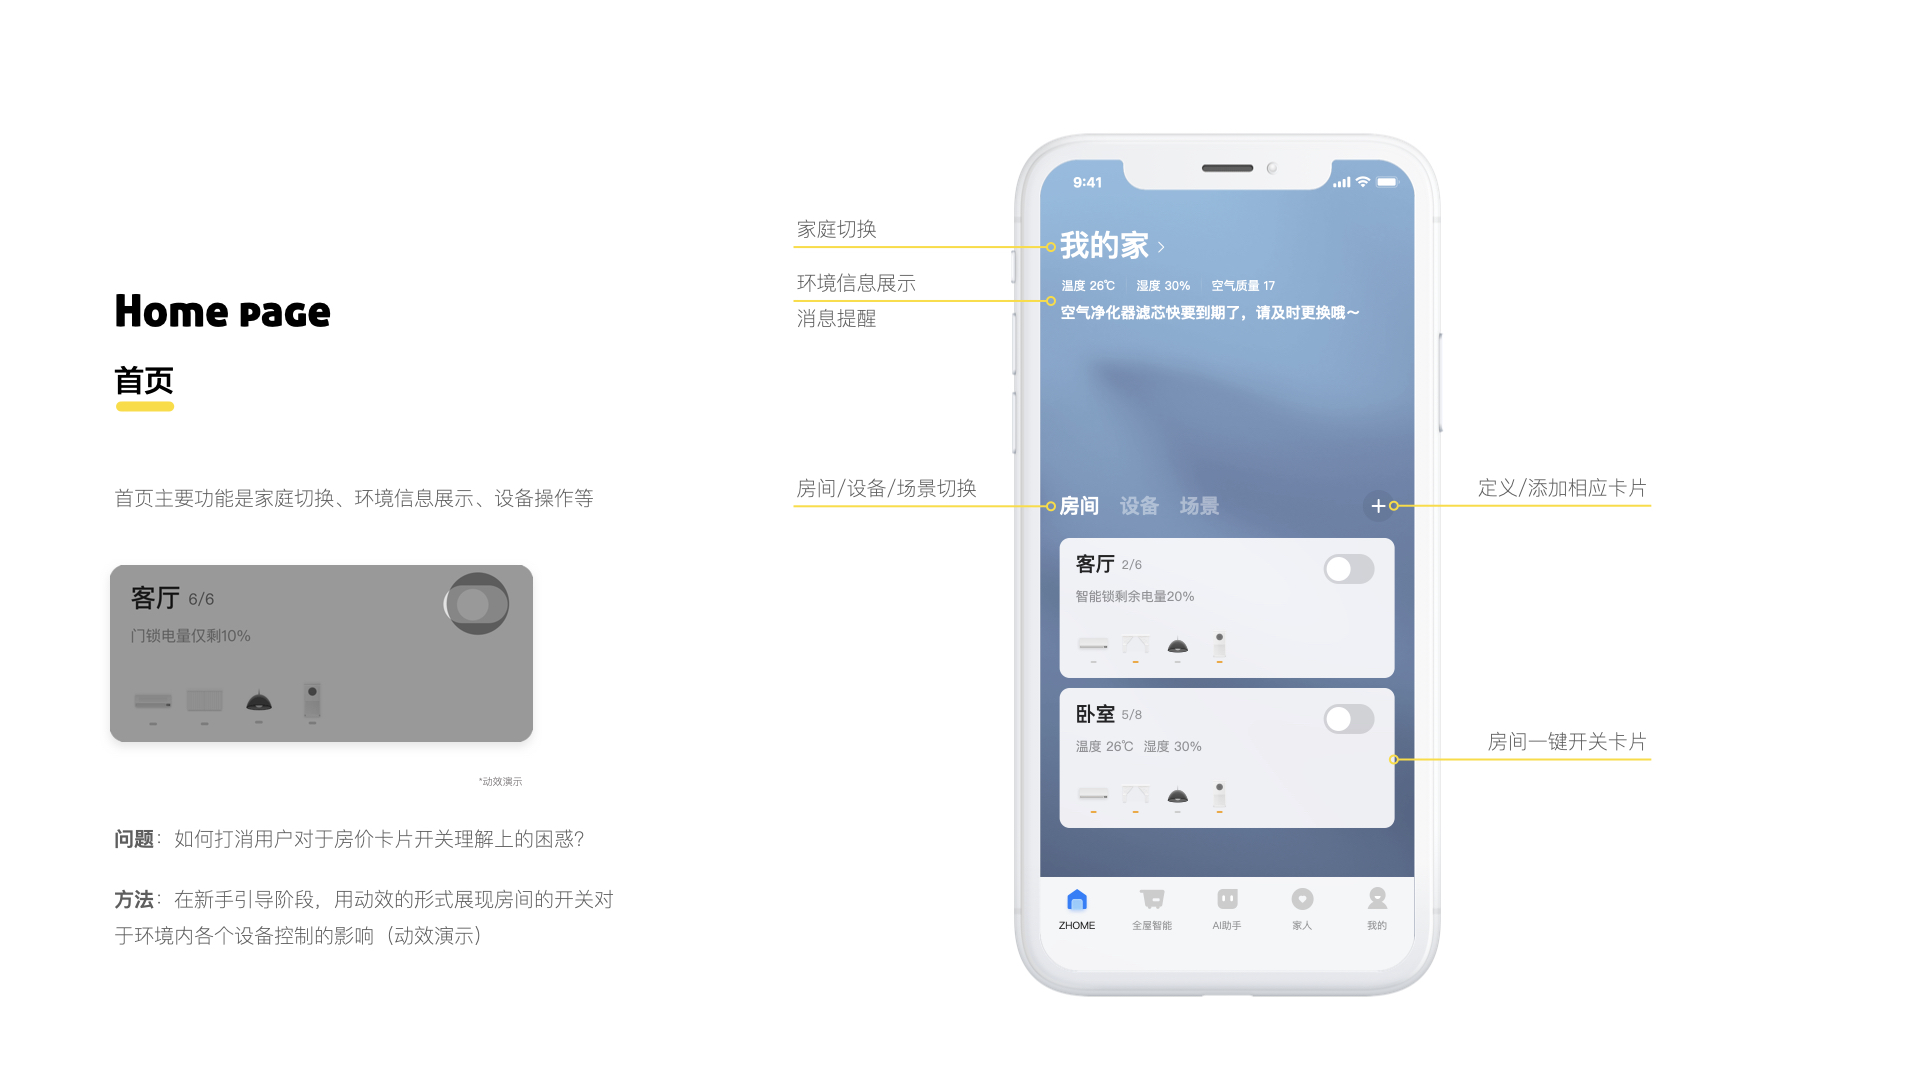 Home page
首页
首页主要功能是家庭切换、环境信息展示、设备操作等
客厅 6/6
门锁电量仅剩10%
*动效演示
问题：如何打消用户对于房价卡片开关理解上的困惑？
方法：在新手引导阶段，用动效的形式展现房间的开关对
于环境内各个设备控制的影响（动效演示）
家庭切换
环境信息展示
消息提醒
房间/设备/场景切换
9:41
我的家
温度 26℃ 湿度 30% 空气质量 17
空气净化器滤芯快要到期了，请及时更换哦～
房间 设备 场景
客厅 2/6
智能锁剩余电量20%
卧室 5/8
温度 26℃ 湿度 30%
ZHOME 全屋智能 AI助手 家人 我的
定义/添加相应卡片
房间一键开关卡片